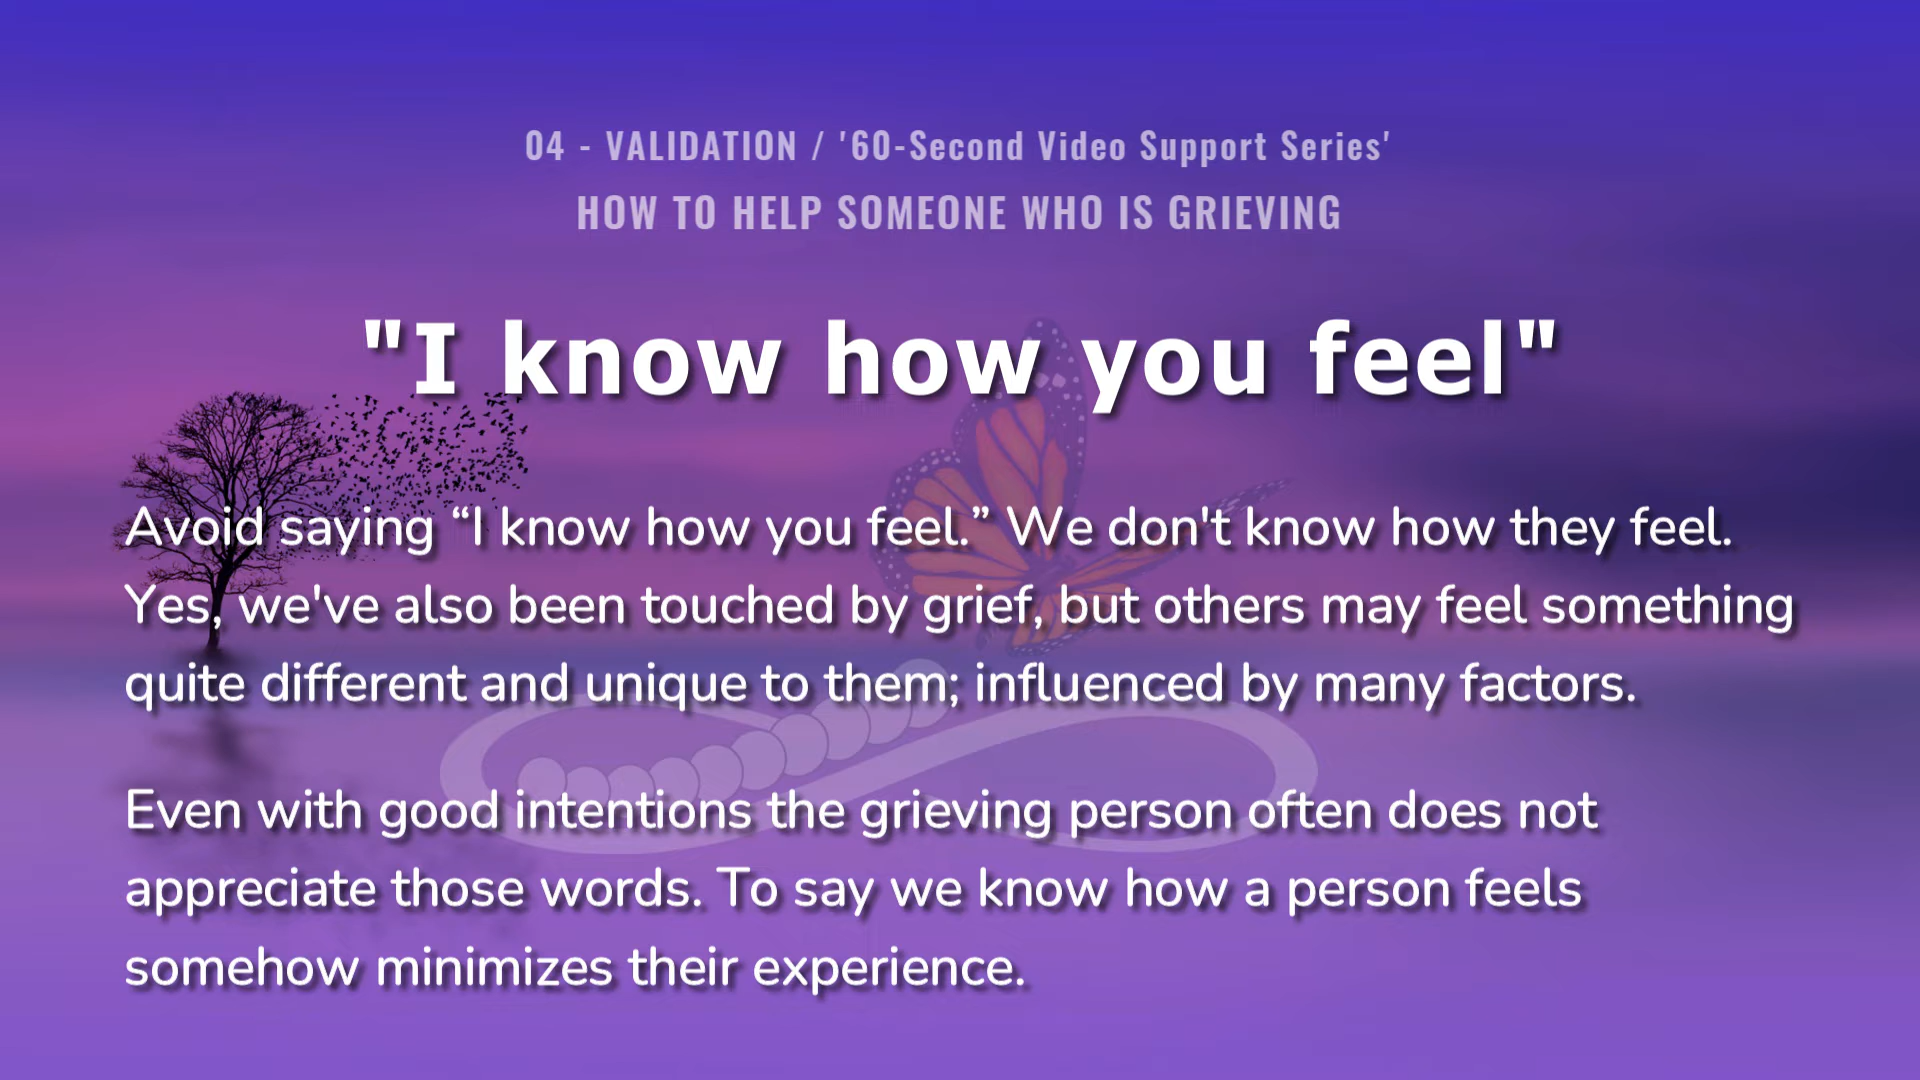 04 - VALIDATION / '60-Second Video Support Series'
HOW TO HELP SOMEONE WHO IS GRIEVING
"I know how you feel"
Avoid saying “I know how you feel.” We don't know how they feel.
Yes, we've also been touched by grief, but others may feel something
quite different and unique to them; influenced by many factors.
Even with good intentions the grieving person often does not
appreciate those words. To say we know how a person feels
somehow minimizes their experience.